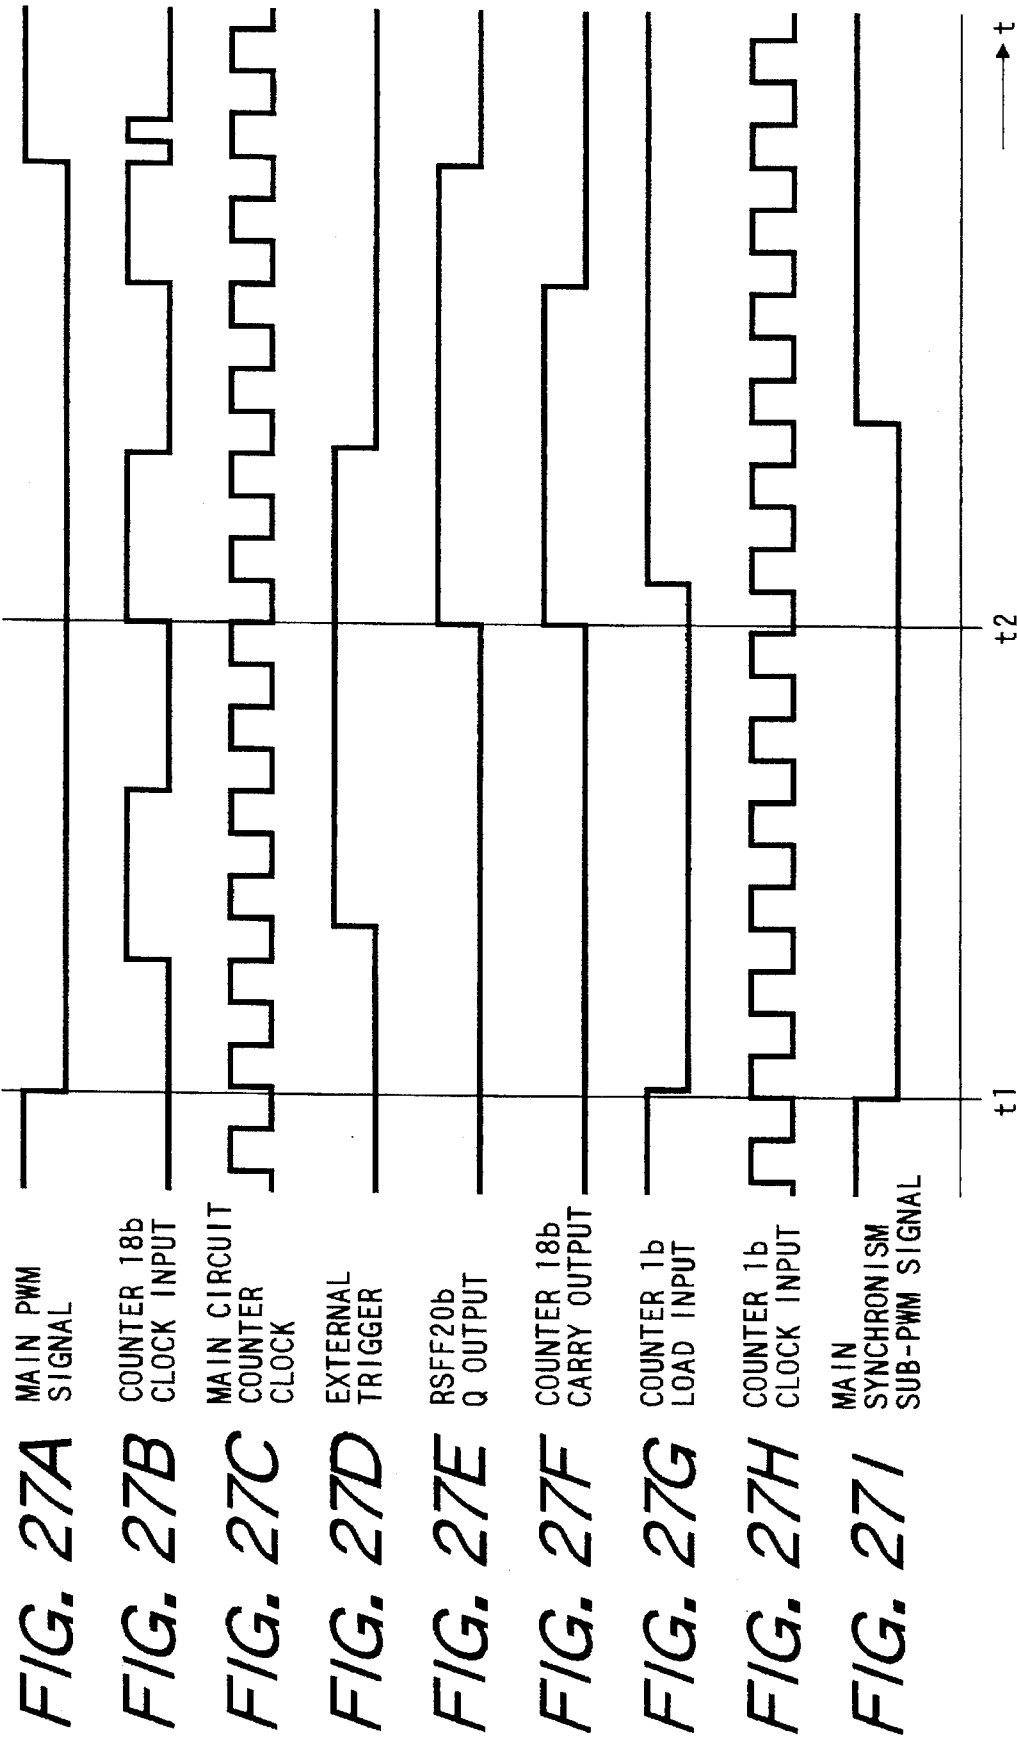 FIG. 27A
MAIN PWM
SIGNAL
FIG. 27B
COUNTER 18b
CLOCK INPUT
FIG. 27C
MAIN CIRCUIT
COUNTER
CLOCK
FIG. 27D
EXTERNAL
TRIGGER
FIG. 27E
RSFF20b
Q OUTPUT
FIG. 27F
COUNTER 18b
CARRY OUTPUT
FIG. 27G
COUNTER 1b
LOAD INPUT
FIG. 27H
COUNTER 1b
CLOCK INPUT
FIG. 27I
MAIN
SYNCHRONISM
SUB-PWM SIGNAL
t1
t2
t